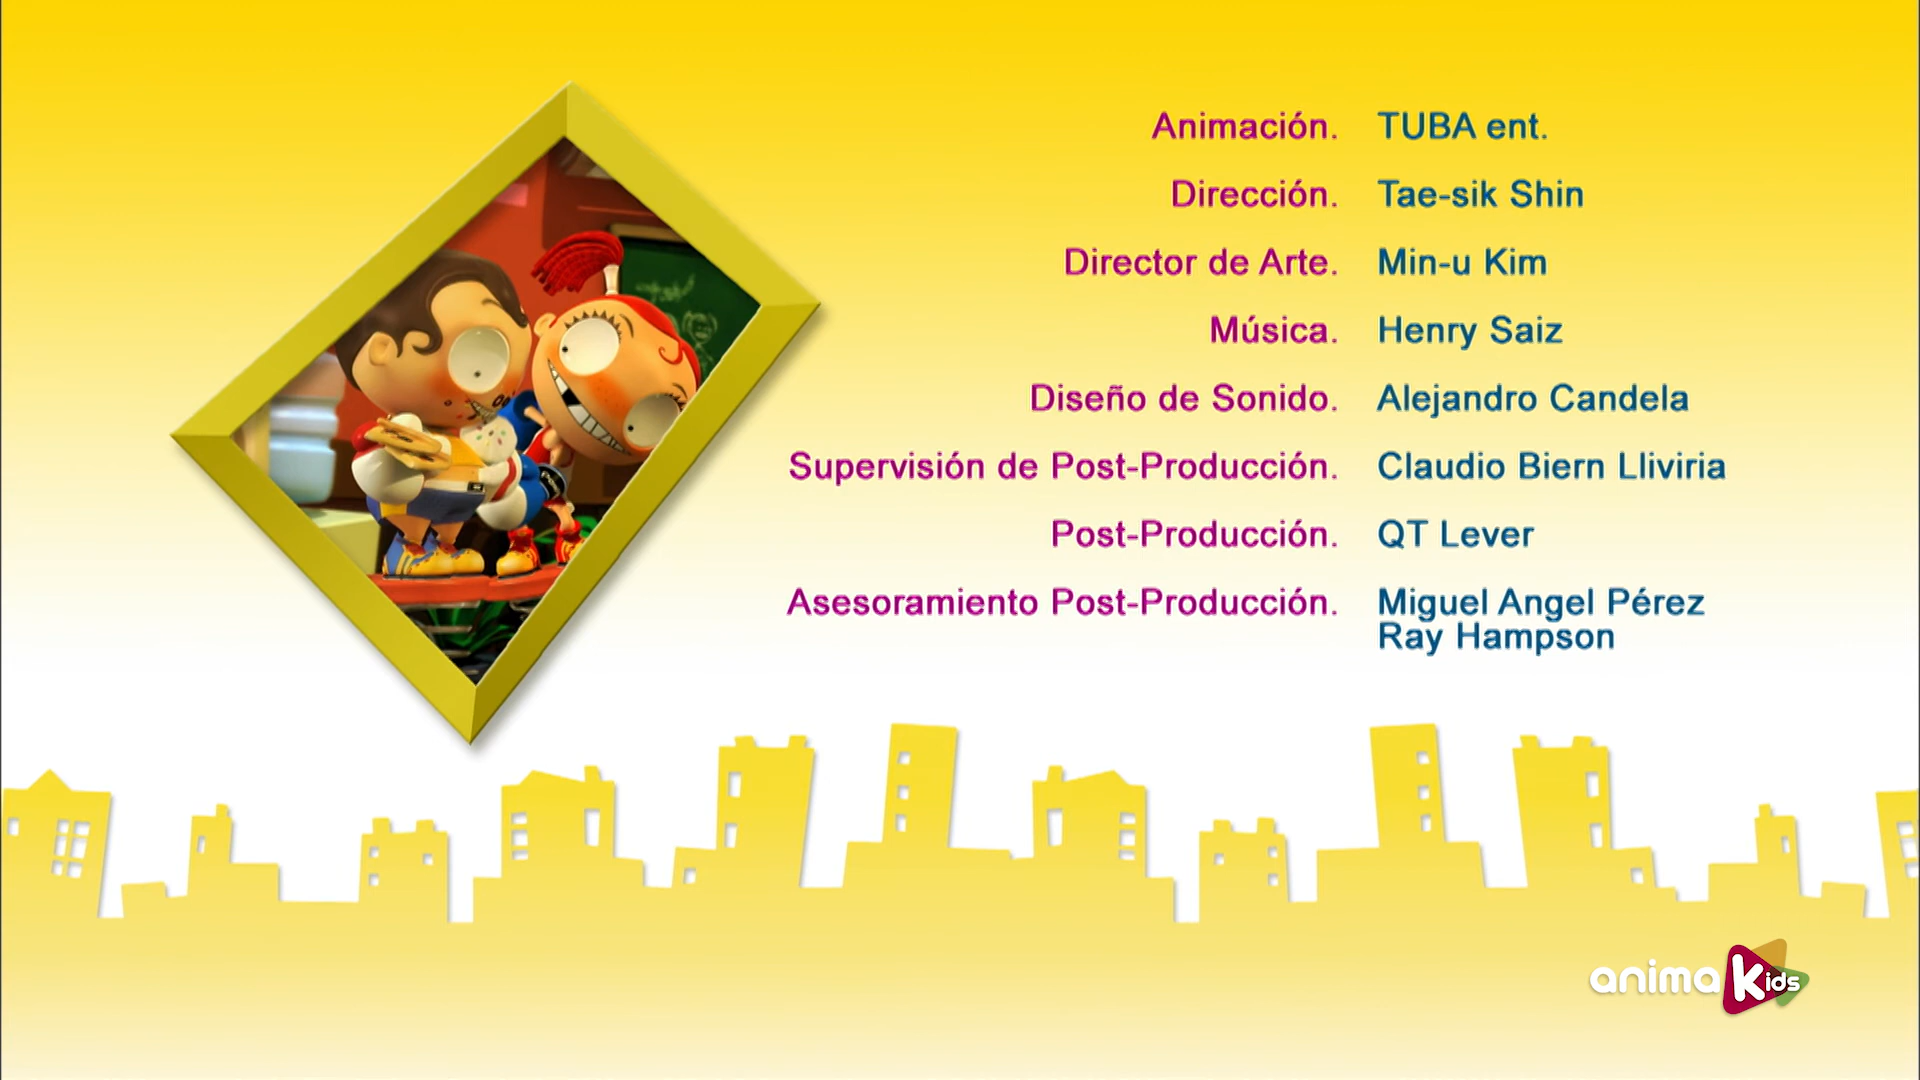 Animación. TUBA ent.
Dirección. Tae-sik Shin
Director de Arte. Min-u Kim
Música. Henry Saiz
Diseño de Sonido. Alejandro Candela
Supervisión de Post-Producción. Claudio Biern Lliviria
Post-Producción. QT Lever
Asesoramiento Post-Producción. Miguel Angel Pérez
Ray Hampson
anima Kids